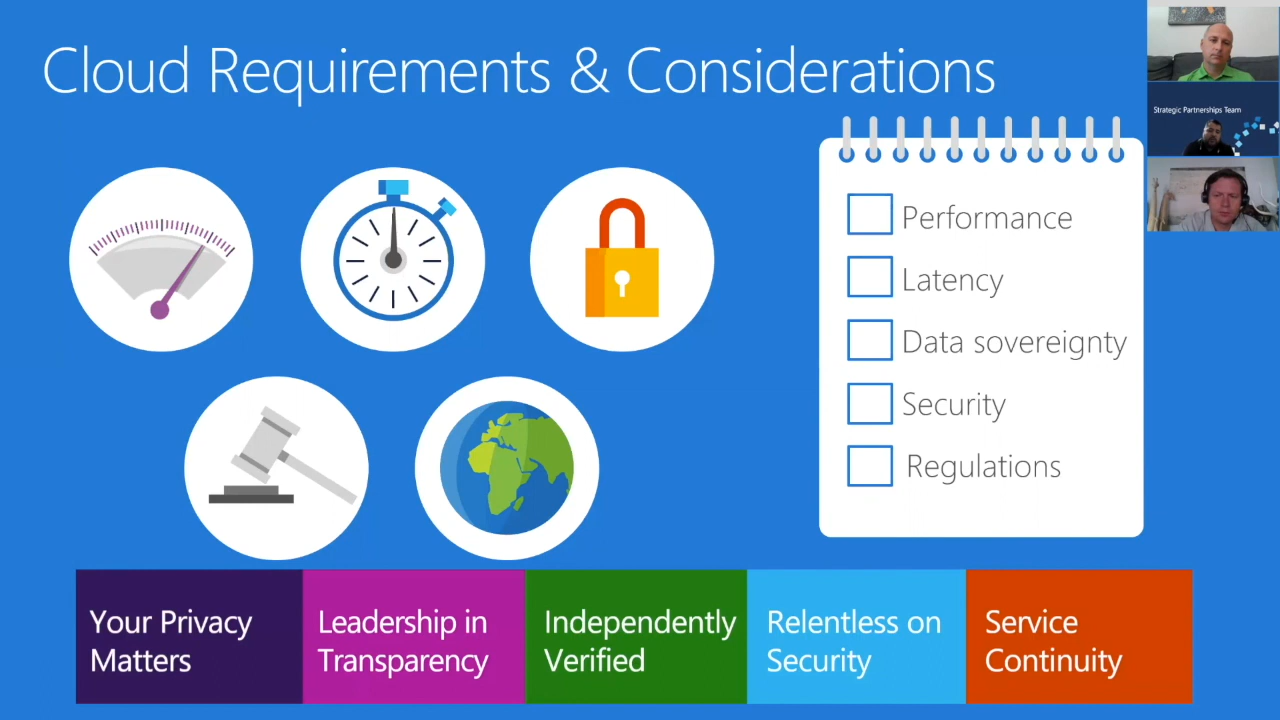 Cloud Requirements & Considerations
Strategic Partnerships Team
Performance
Latency
Data sovereignty
Security
Regulations
Your Privacy
Matters
Leadership in
Transparency
Independently
Verified
Relentless on
Security
Service
Continuity